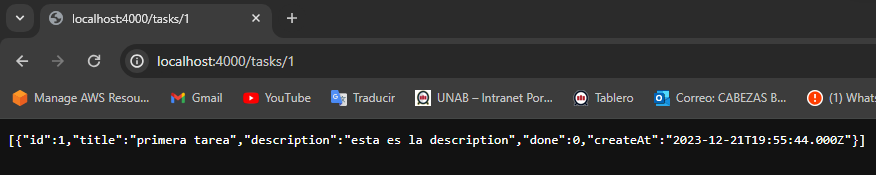 localhost:4000/tasks/1
localhost:4000/tasks/1
Manage AWS Resou... Gmail YouTube Traducir UNAB – Intranet Por... Tablero Correo: CABEZAS B... (1) Whats
[{"id":1,"title":"primera tarea","description":"esta es la description","done":0,"createAt":"2023-12-21T19:55:44.000Z"}]